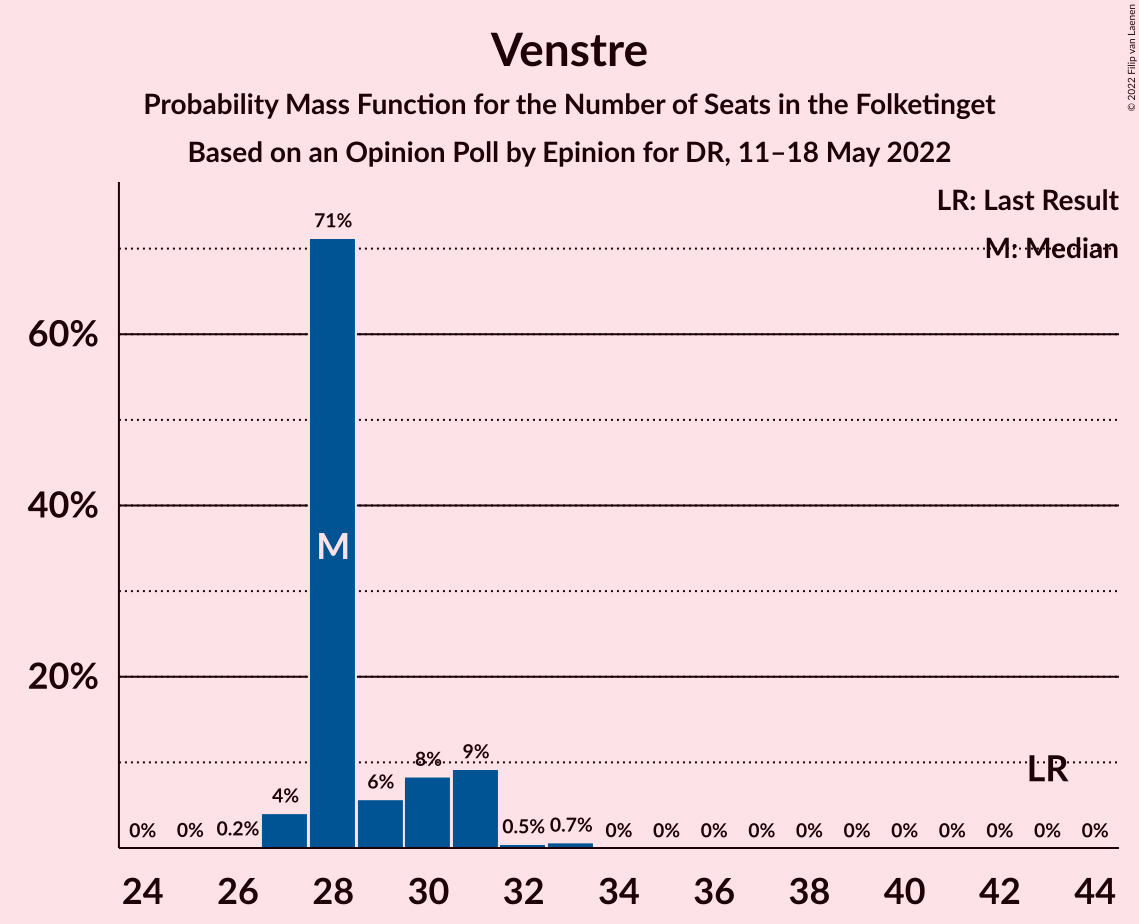 Venstre
Probability Mass Function for the Number of Seats in the Folketinget
Based on an Opinion Poll by Epinion for DR, 11–18 May 2022
© 2022 Filip van Laenen
LR: Last Result
M: Median
60%
40%
20%
71%
M
0% 0% 0.2% 4% 6% 8% 9% 0.5% 0.7% 0% 0% 0% 0% 0% 0% 0% 0% 0% 0% 0%
LR
24 26 28 30 32 34 36 38 40 42 44